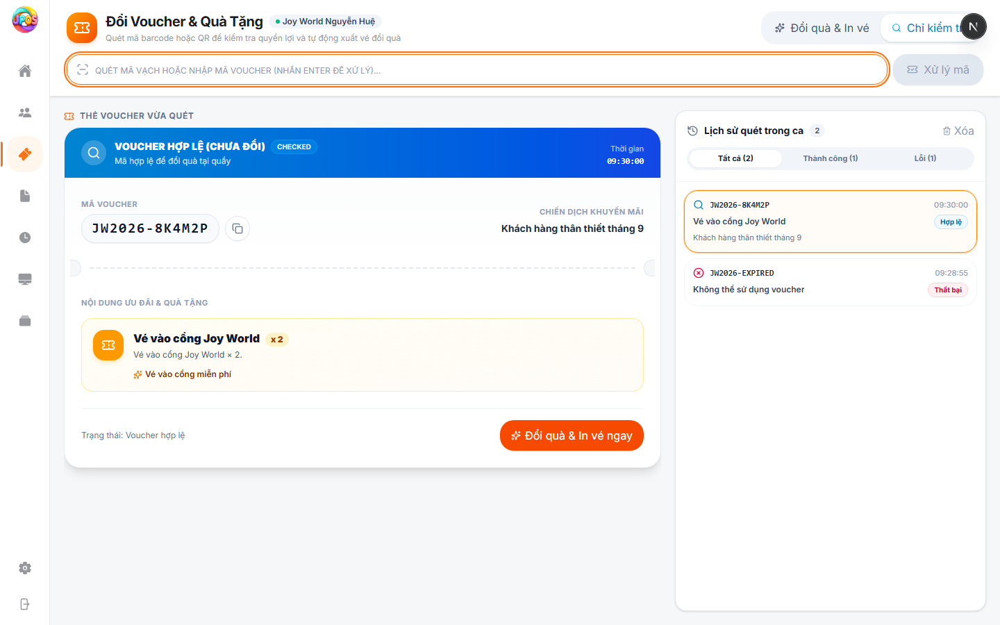 JPOS
Đổi Voucher & Quà Tặng
Joy World Nguyễn Huệ
Quét mã barcode hoặc QR để kiểm tra quyền lợi và tự động xuất vé đổi quà
Đổi quà & In vé
Chỉ kiểm tr
N
QUÉT MÃ VẠCH HOẶC NHẬP MÃ VOUCHER (NHẤN ENTER ĐỂ XỬ LÝ)...
Xử lý mã
THẺ VOUCHER VỪA QUÉT
VOUCHER HỢP LỆ (CHƯA ĐỔI)
CHECKED
Mã hợp lệ để đổi quà tại quầy
Thời gian
09:30:00
MÃ VOUCHER
JW2026-8K4M2P
CHIẾN DỊCH KHUYẾN MÃI
Khách hàng thân thiết tháng 9
NỘI DUNG ƯU ĐÃI & QUÀ TẶNG
Vé vào cổng Joy World
x 2
Vé vào cổng Joy World × 2.
Vé vào cổng miễn phí
Trạng thái: Voucher hợp lệ
Đổi quà & In vé ngay
Lịch sử quét trong ca
2
Xóa
Tất cả (2)
Thành công (1)
Lỗi (1)
JW2026-8K4M2P
09:30:00
Vé vào cổng Joy World
Hợp lệ
Khách hàng thân thiết tháng 9
JW2026-EXPIRED
09:28:55
Không thể sử dụng voucher
Thất bại